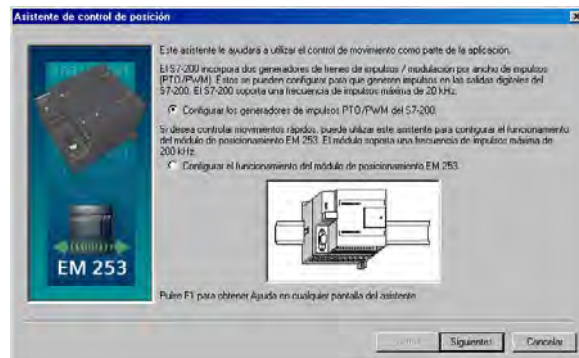 Asistente de control de posición
Este asistente le ayudará a utilizar el control de movimiento como parte de la aplicación.
El S7-200 incorpora dos generadores de trenes de impulsos / modulación por ancho de impulsos
(PTO/PWM). Éstos se pueden configurar para que generen impulsos en las salidas digitales del
S7-200. El S7-200 soporta una frecuencia de impulsos máxima de 20 kHz.
Configurar los generadores de impulsos PTO/PWM del S7-200.
Si desea controlar movimientos rápidos, puede utilizar este asistente para configurar el funcionamiento
del módulo de posicionamiento EM 253. El módulo soporta una frecuencia de impulsos máxima de
200 kHz.
Configurar el funcionamiento del módulo de posicionamiento EM 253.
EM 253
Pulse F1 para obtener Ayuda en cualquier pantalla del asistente.
Siguiente>
Cancelar